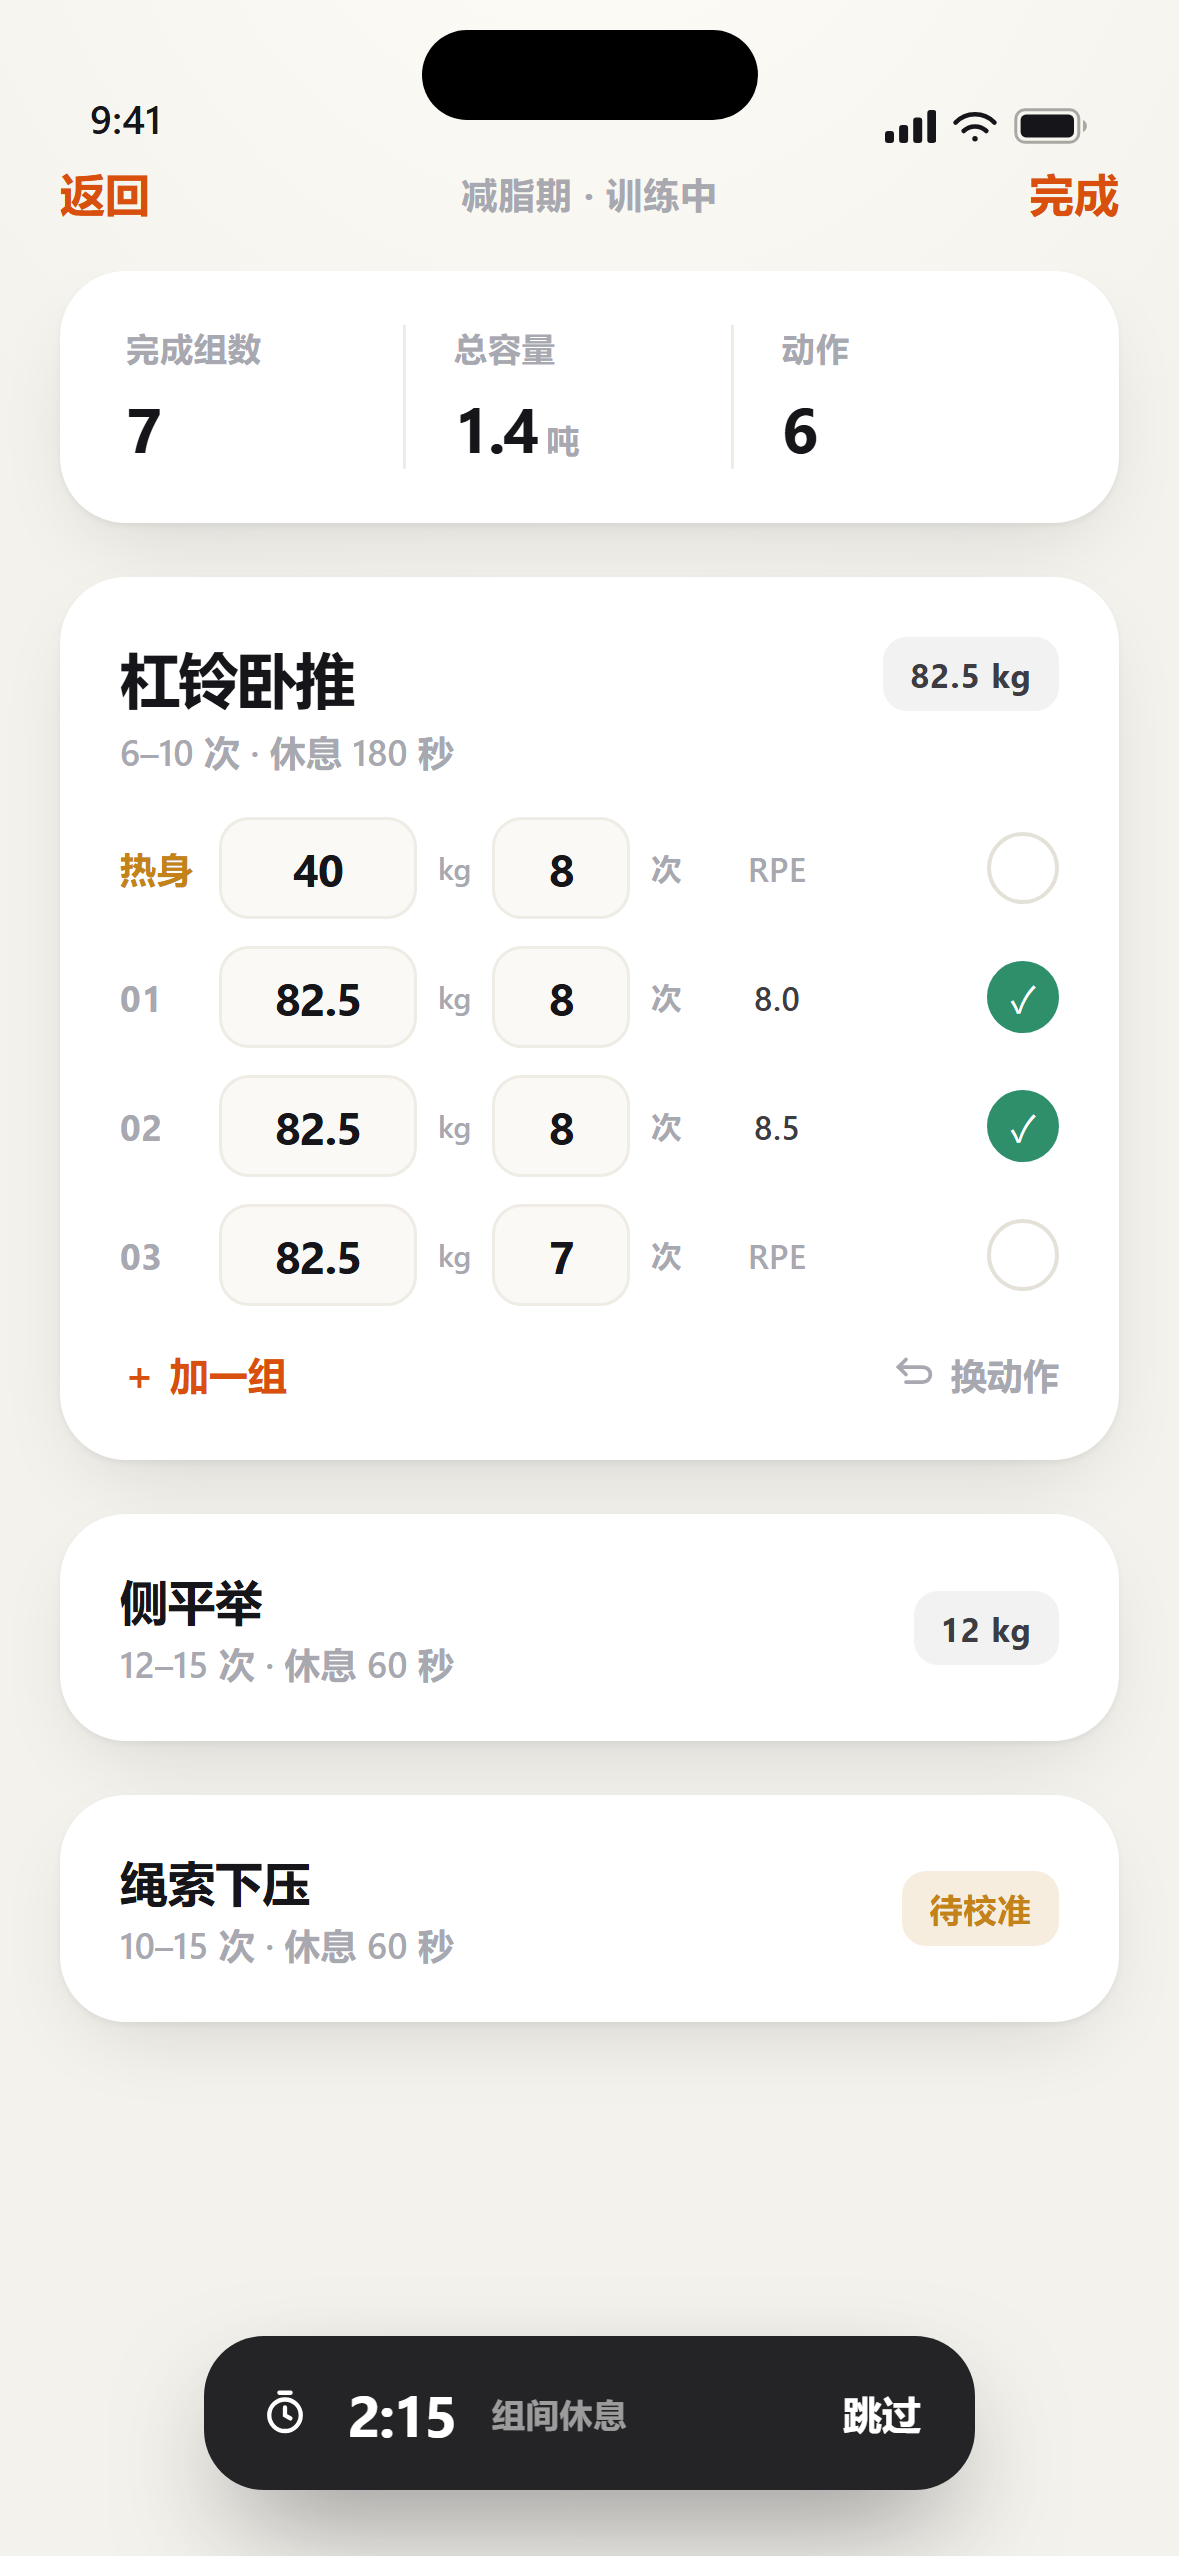 9:41
返回 减脂期 · 训练中 完成
完成组数 总容量 动作
7 1.4 吨 6
杠铃卧推 82.5 kg
6–10 次 · 休息 180 秒
热身 40 kg 8 次 RPE
01 82.5 kg 8 次 8.0 ✓
02 82.5 kg 8 次 8.5 ✓
03 82.5 kg 7 次 RPE
+ 加一组 换动作
侧平举 12 kg
12–15 次 · 休息 60 秒
绳索下压 待校准
10–15 次 · 休息 60 秒
2:15 组间休息 跳过